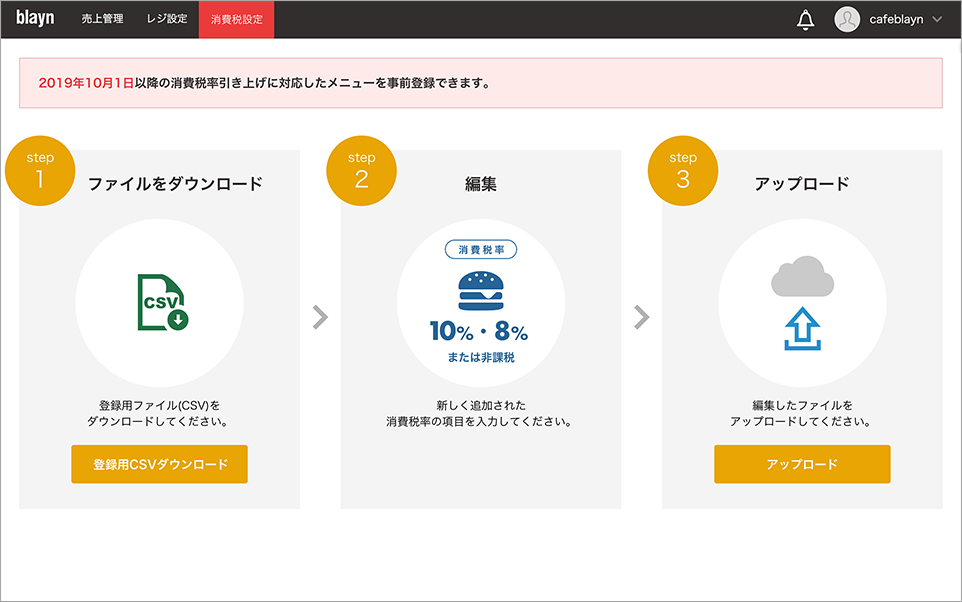 blayn 売上管理 レジ設定 消費税設定 cafeblayn
2019年10月1日以降の消費税率引き上げに対応したメニューを事前登録できます。
step
1
ファイルをダウンロード
CSV
登録用ファイル(CSV)を
ダウンロードしてください。
登録用CSVダウンロード
step
2
編集
消費税率
10%・8%
または非課税
新しく追加された
消費税率の項目を入力してください。
step
3
アップロード
編集したファイルを
アップロードしてください。
アップロード